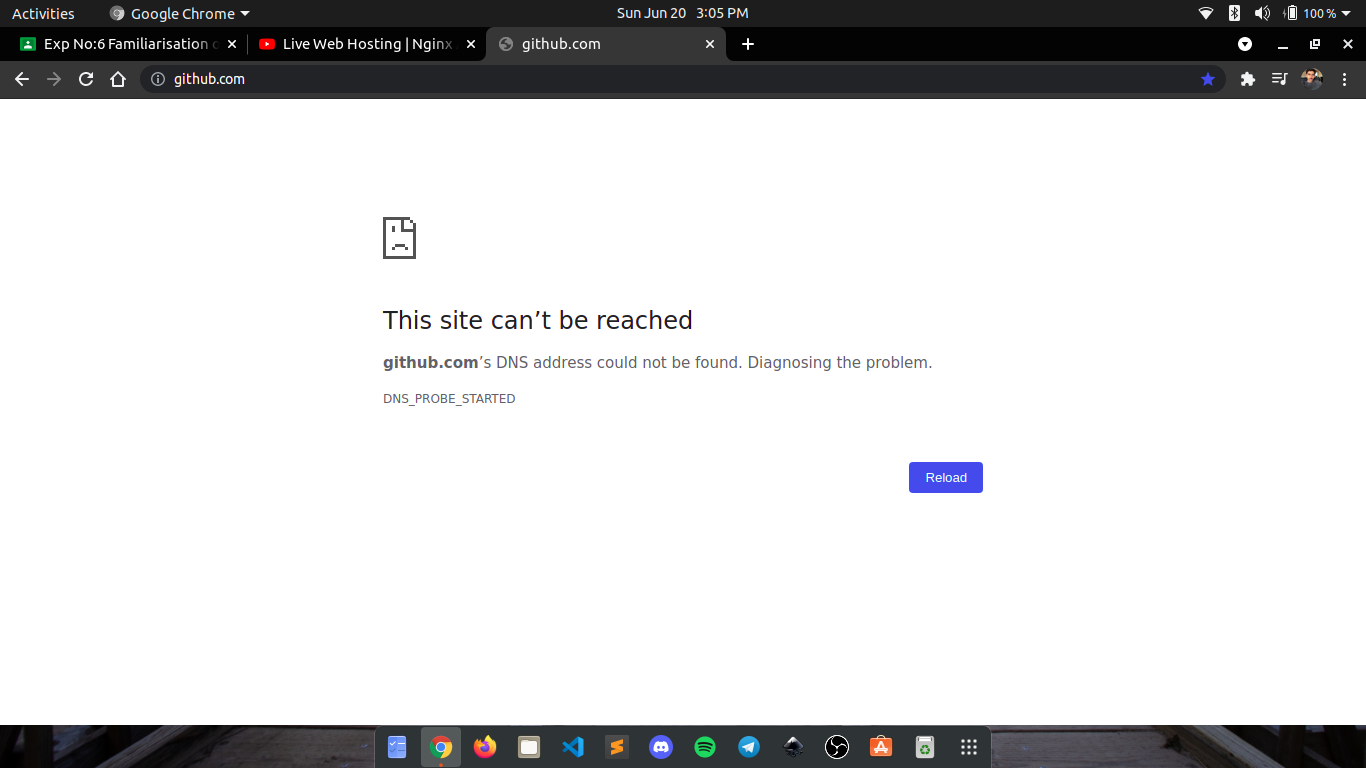 Activities
Google Chrome
Sun Jun 20 3:05 PM
100 %
Exp No:6 Familiarisation
Live Web Hosting | Nginx
github.com
github.com
This site can’t be reached
github.com’s DNS address could not be found. Diagnosing the problem.
DNS_PROBE_STARTED
Reload